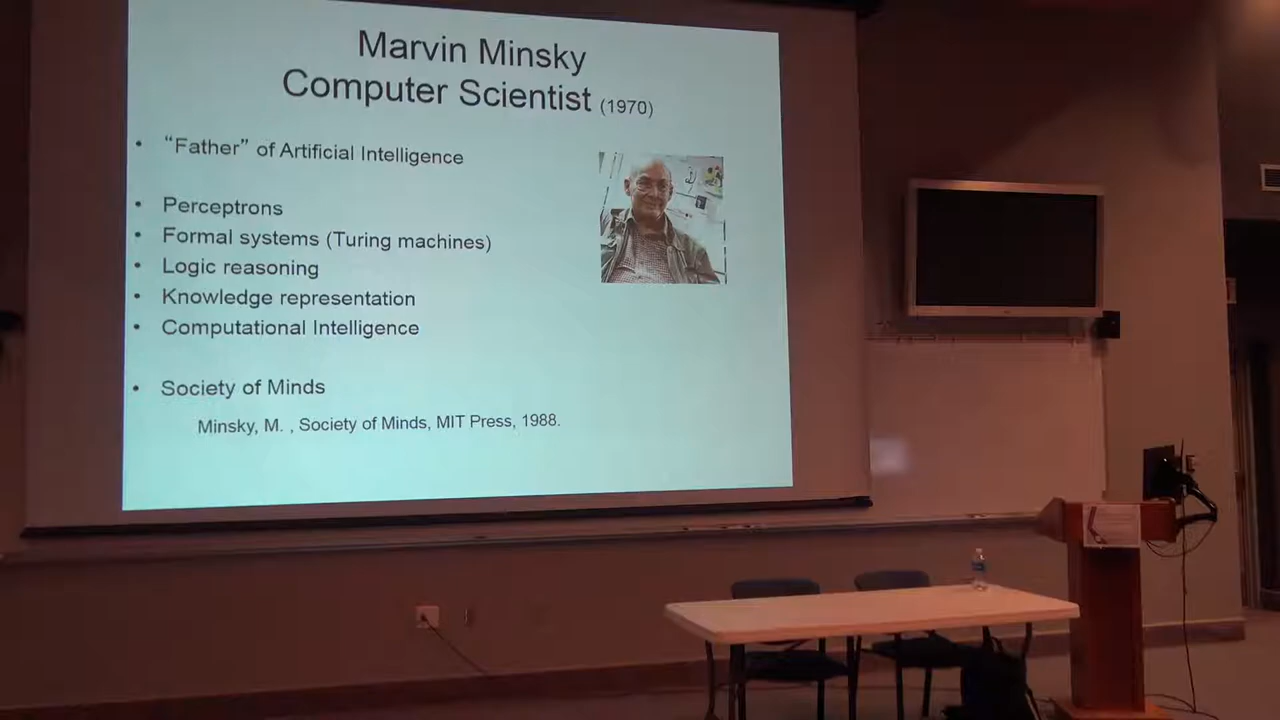 Marvin Minsky
Computer Scientist (1970)
• “Father” of Artificial Intelligence
• Perceptrons
• Formal systems (Turing machines)
• Logic reasoning
• Knowledge representation
• Computational Intelligence
• Society of Minds
Minsky, M. , Society of Minds, MIT Press, 1988.